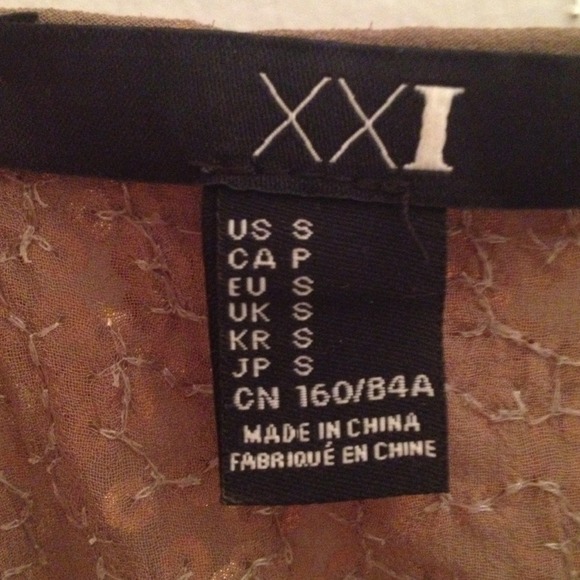 XXI
US S
CA P
EU S
UK S
KR S
JP S
CN 160/84A
MADE IN CHINA
FABRIQUÉ EN CHINE